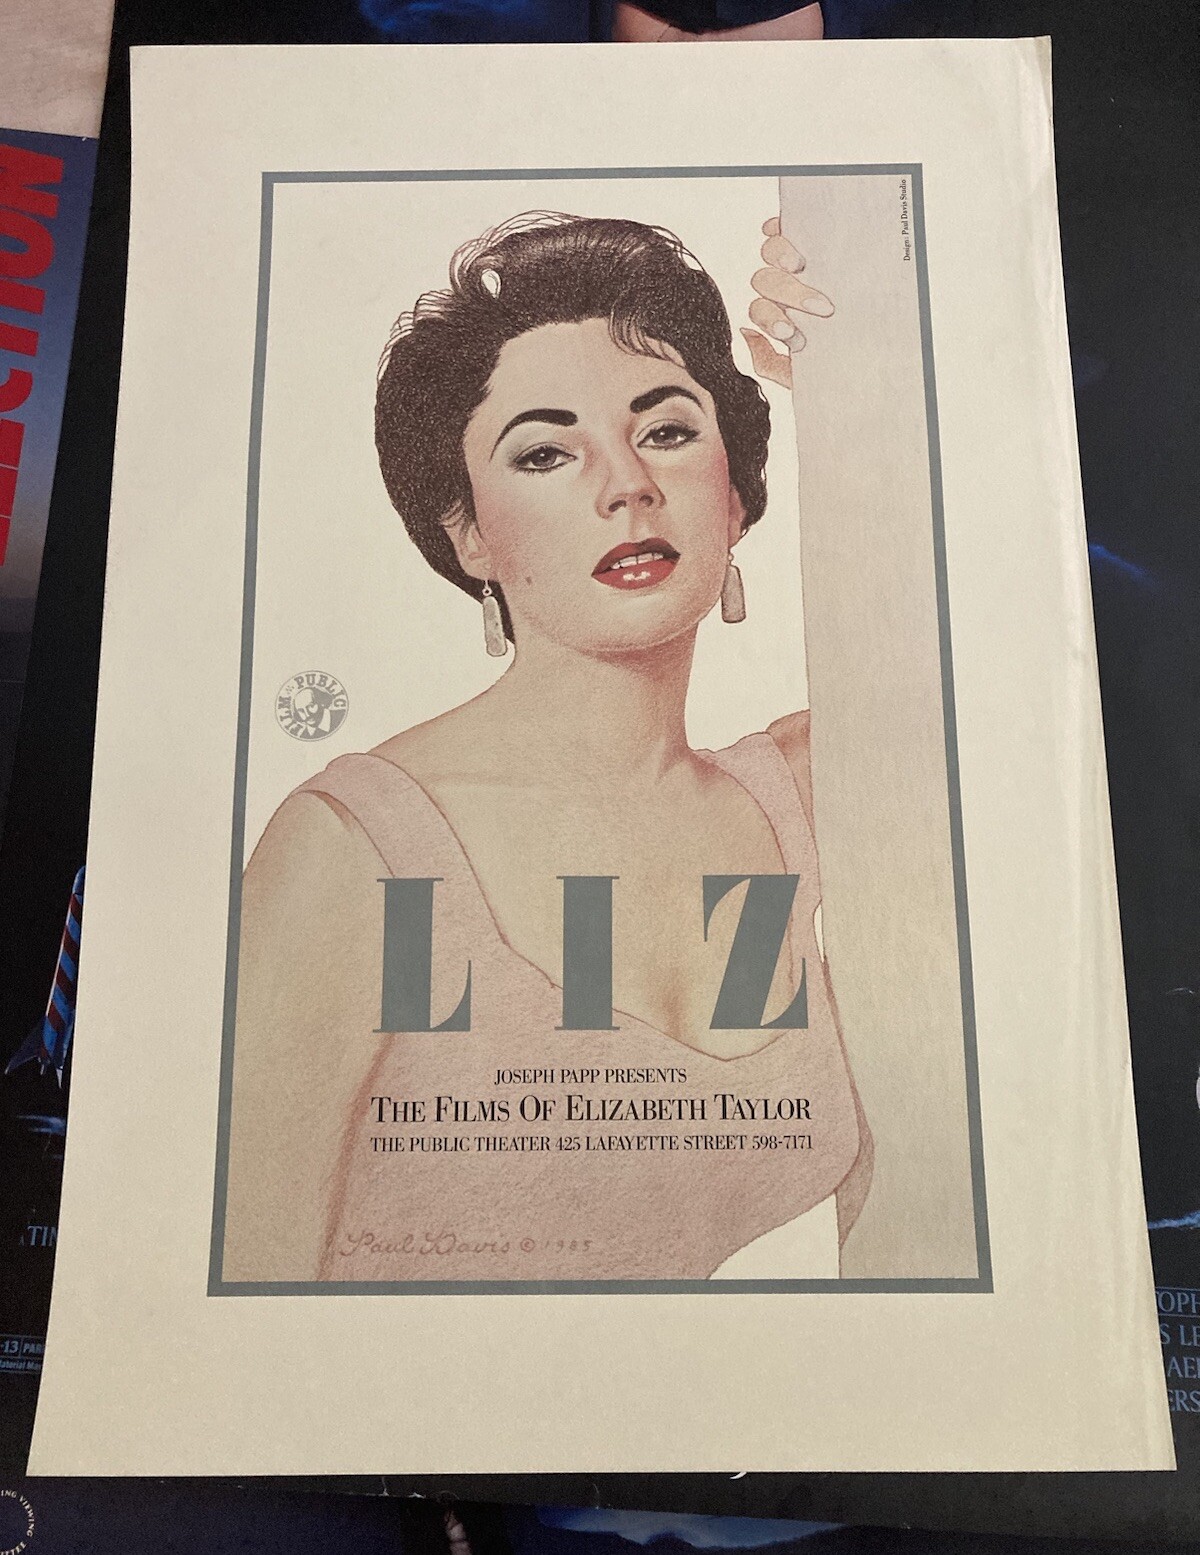 Design: Paul Davis Studio
FILM * PUBLIC
LIZ
JOSEPH PAPP PRESENTS
THE FILMS OF ELIZABETH TAYLOR
THE PUBLIC THEATER 425 LAFAYETTE STREET 598-7171
Paul Davis © 1985
-13